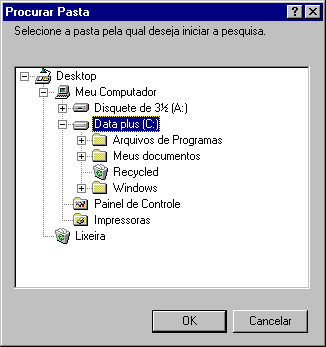 Procurar Pasta
Selecione a pasta pela qual deseja iniciar a pesquisa.
Desktop
Meu Computador
Disquete de 3½ (A:)
Data plus (C:)
Arquivos de Programas
Meus documentos
Recycled
Windows
Painel de Controle
Impressoras
Lixeira
OK
Cancelar